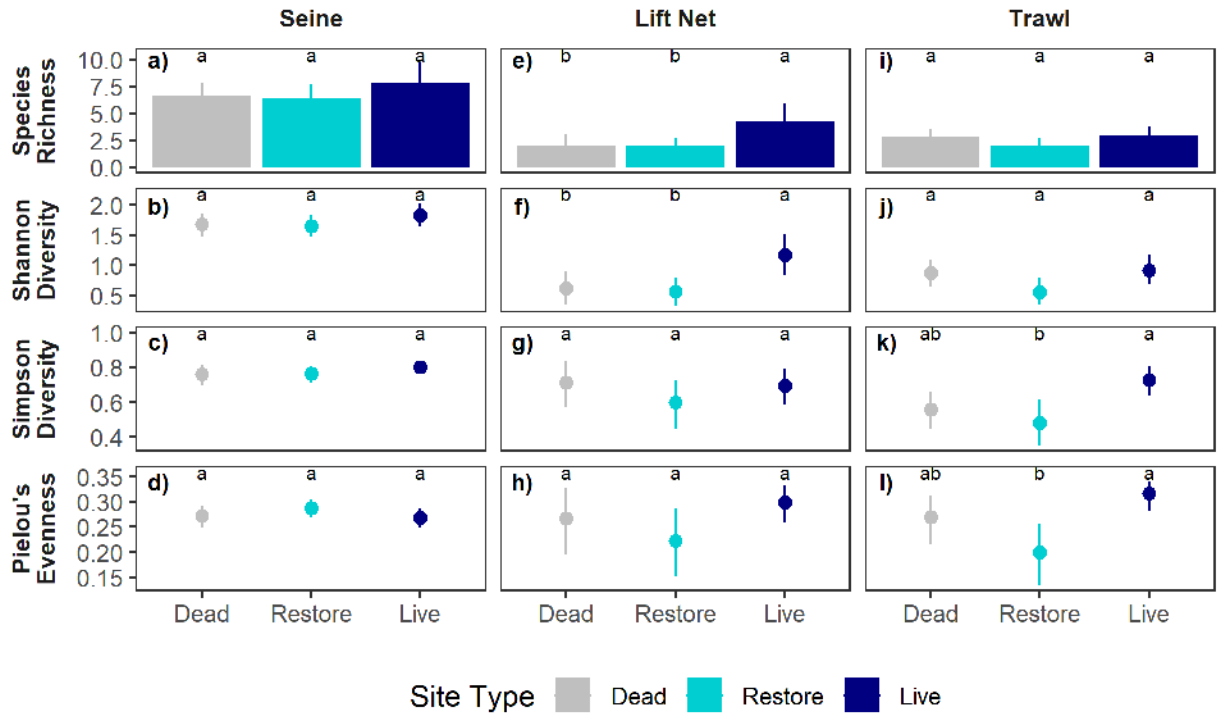 Seine Lift Net Trawl
Species
Richness
10.0
7.5
5.0
2.5
0.0
a) a a a
e) b b a
i) a a a
Shannon
Diversity
2.0
1.5
1.0
0.5
b) a a a
f) b b a
j) a a a
Simpson
Diversity
1.0
0.8
0.6
0.4
c) a a a
g) a a a
k) ab b a
Pielou's
Evenness
0.35
0.30
0.25
0.20
0.15
d) a a a
h) a a a
l) ab b a
Dead Restore Live
Dead Restore Live
Dead Restore Live
Site Type Dead Restore Live